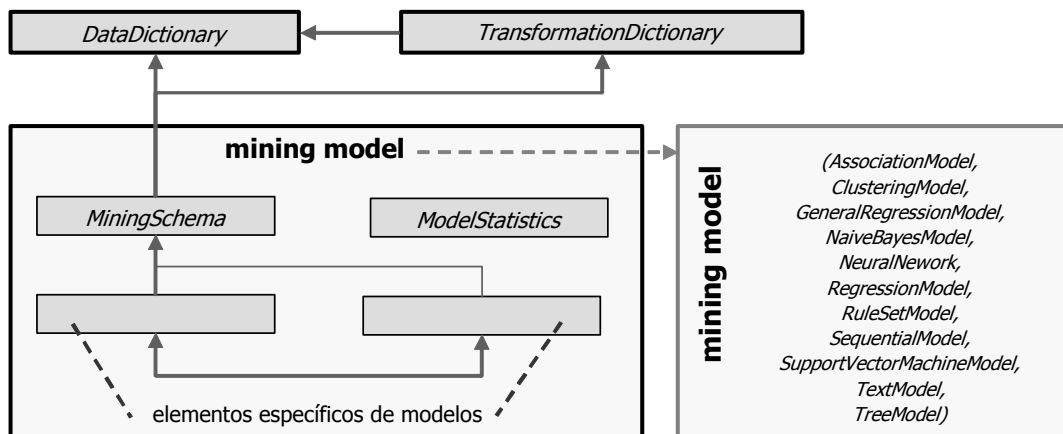 DataDictionary
TransformationDictionary
mining model
MiningSchema
ModelStatistics
elementos específicos de modelos
mining model
(AssociationModel,
ClusteringModel,
GeneralRegressionModel,
NaiveBayesModel,
NeuralNework,
RegressionModel,
RuleSetModel,
SequentialModel,
SupportVectorMachineModel,
TextModel,
TreeModel)